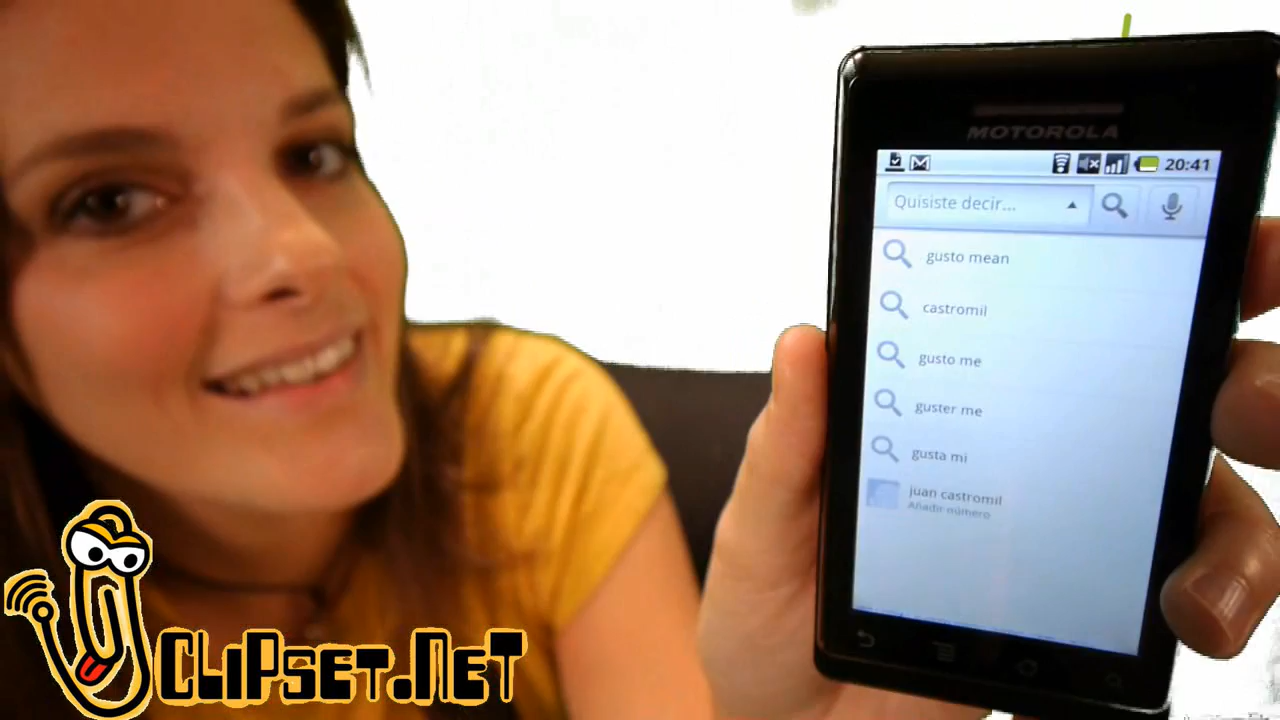 MOTOROLA
20:41
Quisiste decir...
gusto mean
castromil
gusto me
guster me
gusta mi
juan castromil
Añadir número
CLIPSET.NET